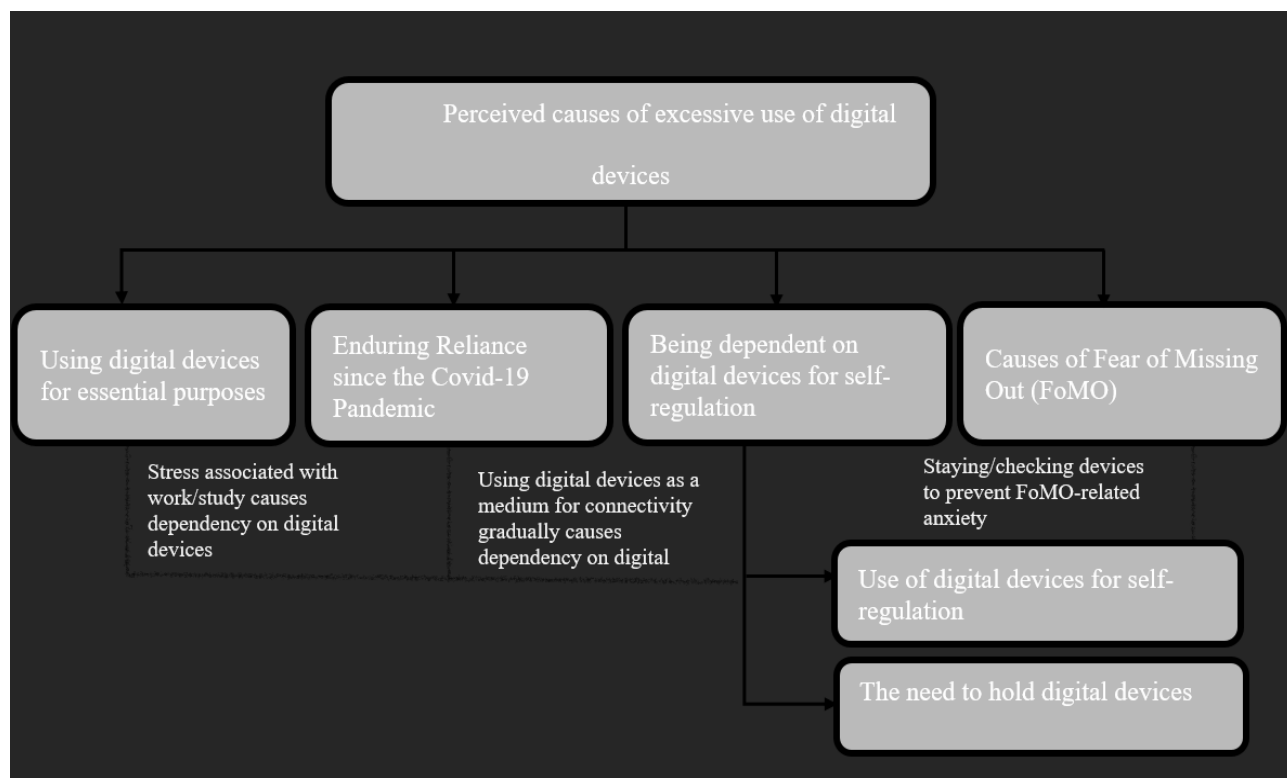 Perceived causes of excessive use of digital
devices
Using digital devices
for essential purposes
Enduring Reliance
since the Covid-19
Pandemic
Being dependent on
digital devices for self-
regulation
Causes of Fear of Missing
Out (FoMO)
Stress associated with
work/study causes
dependency on digital
devices
Using digital devices as a
medium for connectivity
gradually causes
dependency on digital
Staying/checking devices
to prevent FoMO-related
anxiety
Use of digital devices for self-
regulation
The need to hold digital devices